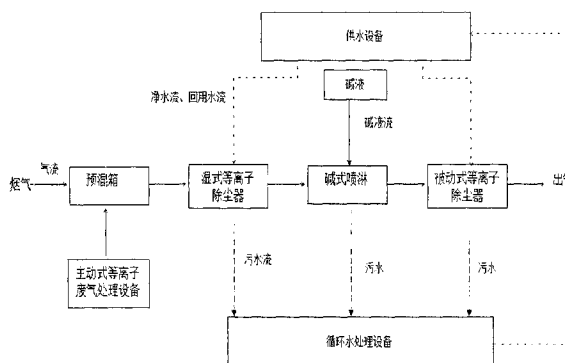 供水设备
碱液
净水流、回用水流
碱液流
烟气
气流
预混箱
湿式等离子
除尘器
碱式喷淋
被动式等离子
除尘器
出气
主动式等离子
废气处理设备
污水流
污水
污水
循环水处理设备